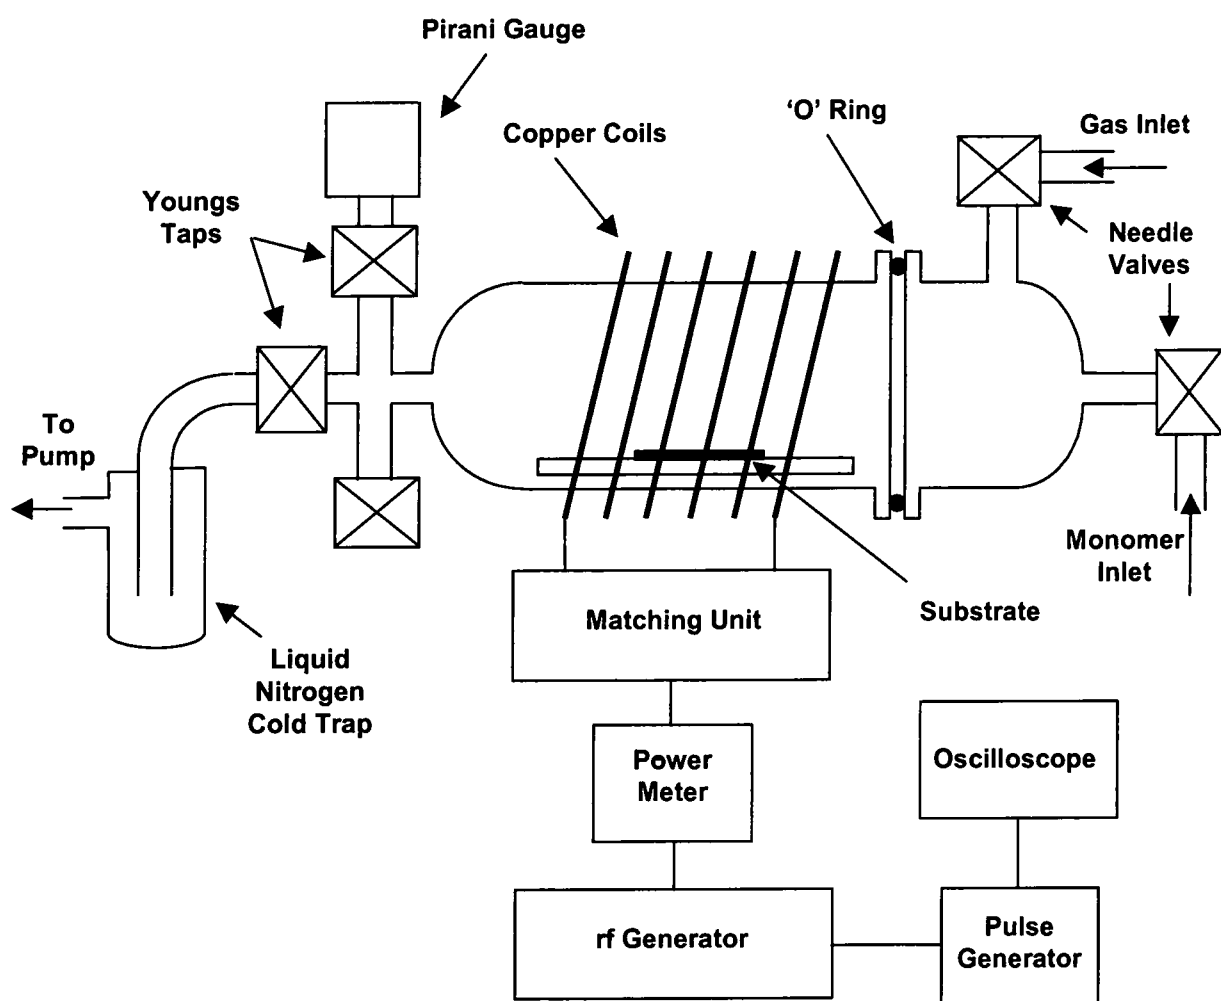 Pirani Gauge
'O' Ring
Copper Coils
Gas Inlet
Youngs
Taps
Needle
Valves
To
Pump
Monomer
Inlet
Substrate
Matching Unit
Liquid
Nitrogen
Cold Trap
Power
Meter
Oscilloscope
rf Generator
Pulse
Generator